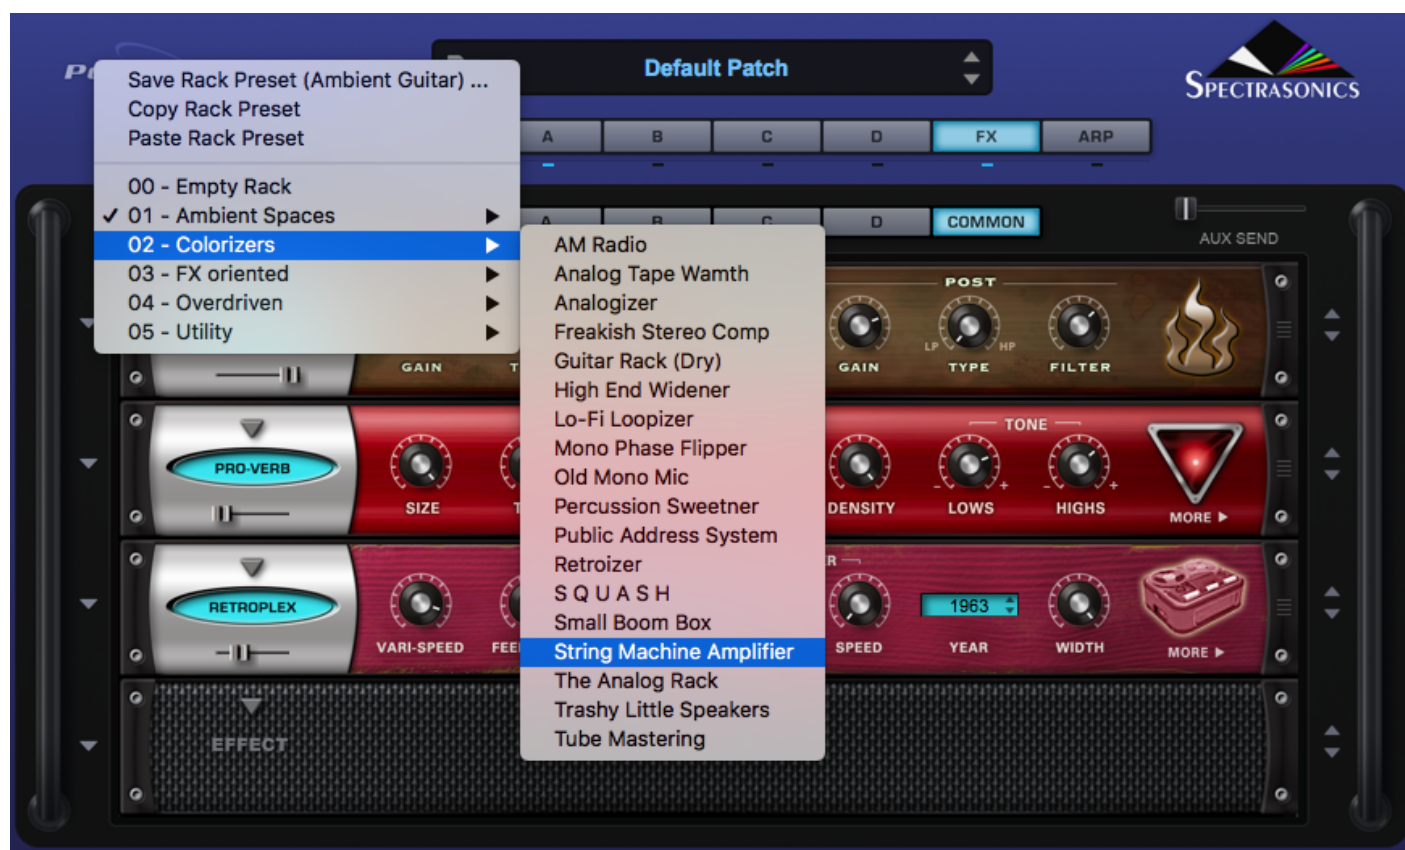 Default Patch
SPECTRASONICS
Save Rack Preset (Ambient Guitar) ...
Copy Rack Preset
Paste Rack Preset
00 - Empty Rack
✓ 01 - Ambient Spaces
02 - Colorizers
03 - FX oriented
04 - Overdriven
05 - Utility
A B C D FX ARP
A B C D COMMON
AUX SEND
AM Radio
Analog Tape Wamth
Analogizer
Freakish Stereo Comp
Guitar Rack (Dry)
High End Widener
Lo-Fi Loopizer
Mono Phase Flipper
Old Mono Mic
Percussion Sweetner
Public Address System
Retroizer
S Q U A S H
Small Boom Box
String Machine Amplifier
The Analog Rack
Trashy Little Speakers
Tube Mastering
POST
LP HP
GAIN GAIN TYPE FILTER
PRO-VERB
TONE
- + - +
SIZE DENSITY LOWS HIGHS MORE
RETROPLEX
1963
VARI-SPEED SPEED YEAR WIDTH MORE
EFFECT